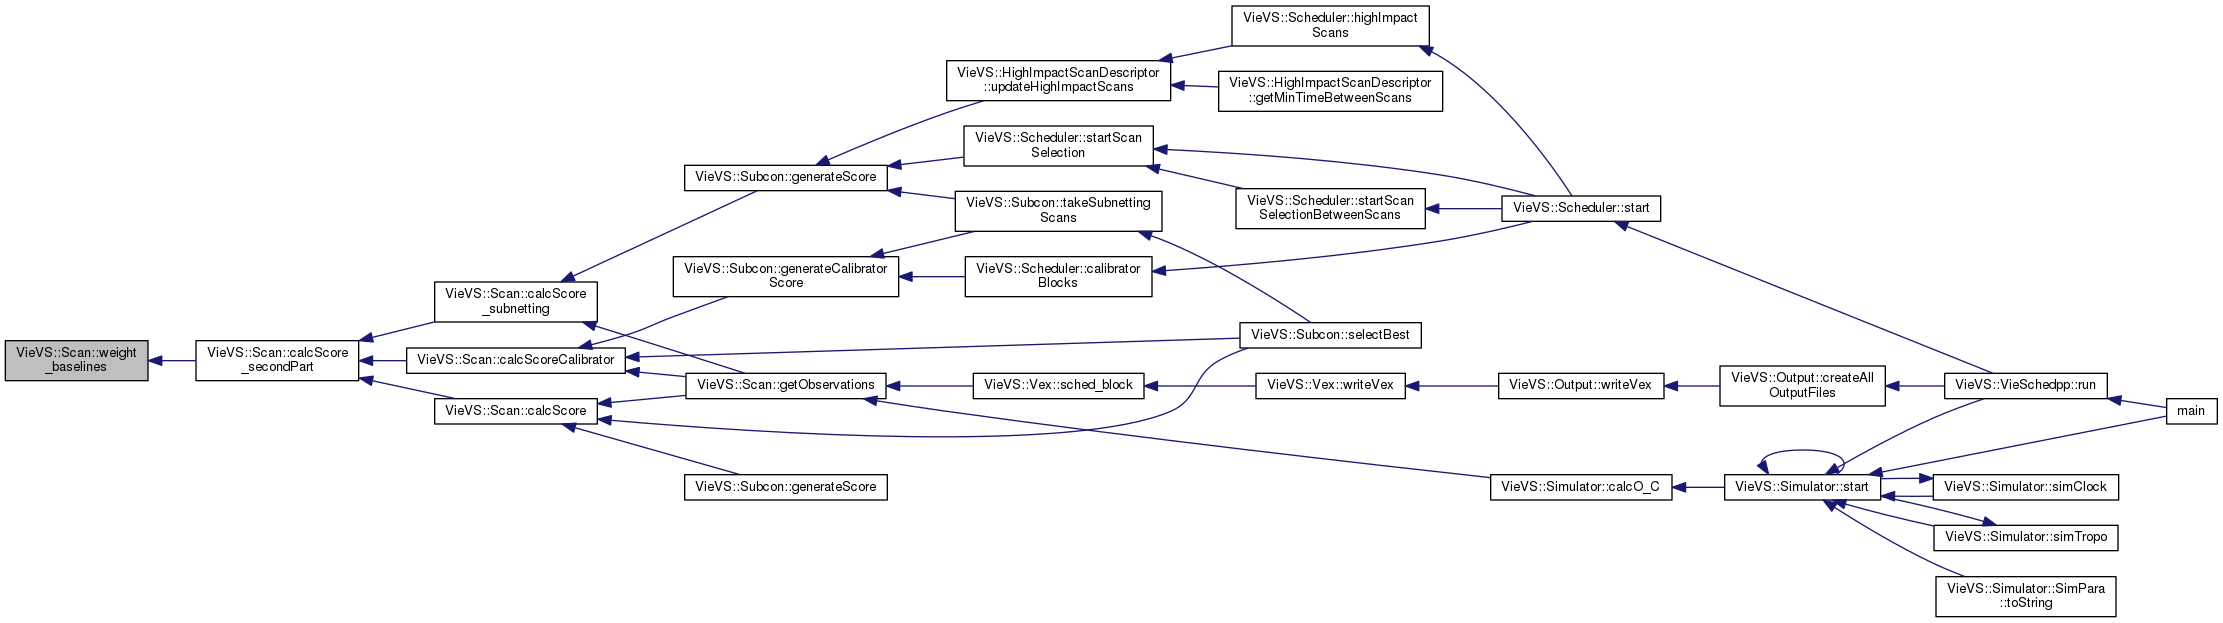 VieVS::Scheduler::highImpact
Scans
VieVS::HighImpactScanDescriptor
::updateHighImpactScans
VieVS::HighImpactScanDescriptor
::getMinTimeBetweenScans
VieVS::Scheduler::startScan
Selection
VieVS::Subcon::generateScore
VieVS::Subcon::takeSubnetting
Scans
VieVS::Scheduler::startScan
SelectionBetweenScans
VieVS::Scheduler::start
VieVS::Subcon::generateCalibrator
Score
VieVS::Scheduler::calibrator
Blocks
VieVS::Scan::calcScore
_subnetting
VieVS::Subcon::selectBest
VieVS::Scan::weight
_baselines
VieVS::Scan::calcScore
_secondPart
VieVS::Scan::calcScoreCalibrator
VieVS::Scan::getObservations
VieVS::Vex::sched_block
VieVS::Vex::writeVex
VieVS::Output::writeVex
VieVS::Output::createAll
OutputFiles
VieVS::VieSchedpp::run
main
VieVS::Scan::calcScore
VieVS::Subcon::generateScore
VieVS::Simulator::calcO_C
VieVS::Simulator::start
VieVS::Simulator::simClock
VieVS::Simulator::simTropo
VieVS::Simulator::SimPara
::toString